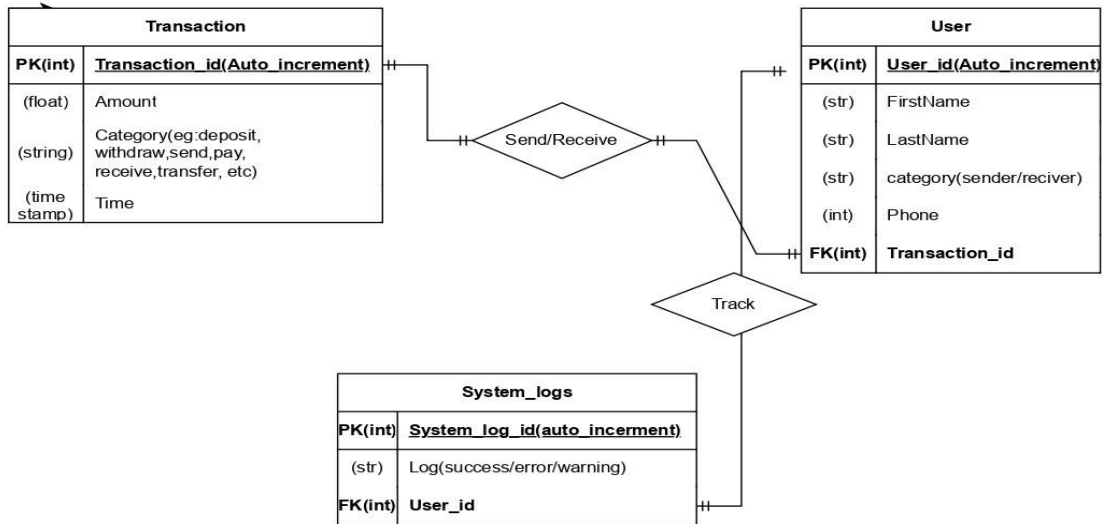 Transaction
PK(int) Transaction_id(Auto_increment)
(float) Amount
(string) Category(eg:deposit,
withdraw,send,pay,
receive,transfer, etc)
(time
stamp) Time
Send/Receive
User
PK(int) User_id(Auto_increment)
(str) FirstName
(str) LastName
(str) category(sender/reciver)
(int) Phone
FK(int) Transaction_id
Track
System_logs
PK(int) System_log_id(auto_incerment)
(str) Log(success/error/warning)
FK(int) User_id